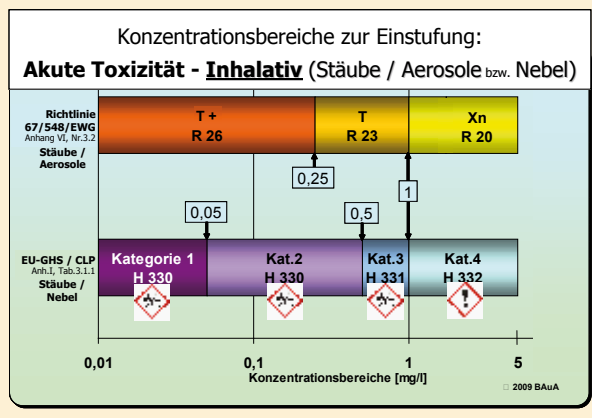 Konzentrationsbereiche zur Einstufung:
Akute Toxizität - Inhalativ (Stäube / Aerosole bzw. Nebel)
Richtlinie
67/548/EWG
Anhang VI, Nr.3.2
Stäube /
Aerosole
T +
R 26
T
R 23
Xn
R 20
0,25
1
0,05
0,5
EU-GHS / CLP
Anh.I, Tab.3.1.1
Stäube /
Nebel
Kategorie 1
H 330
Kat.2
H 330
Kat.3
H 331
Kat.4
H 332
0,01
0,1
1
5
Konzentrationsbereiche [mg/l]
2009 BAuA